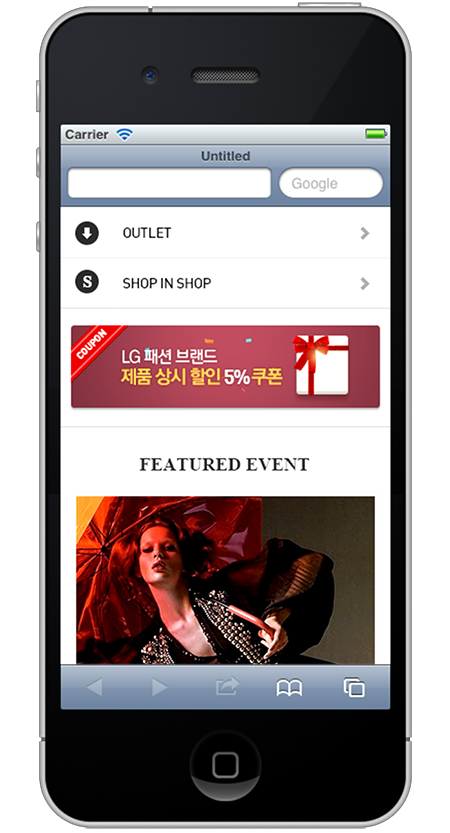 Carrier
Untitled
Google
OUTLET
S
SHOP IN SHOP
COUPON
LG 패션 브랜드
제품 상시 할인 5% 쿠폰
FEATURED EVENT